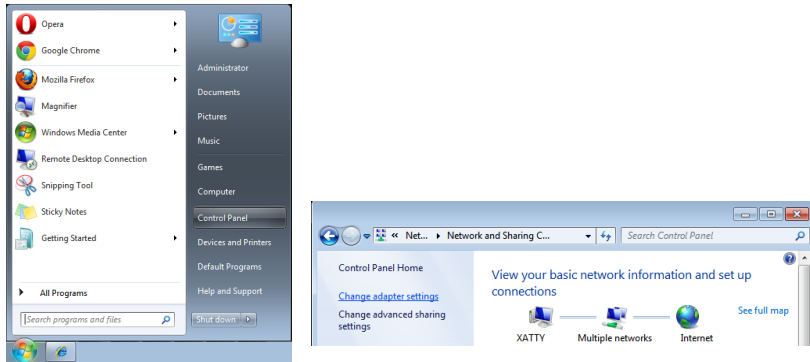 Opera
Google Chrome
Mozilla Firefox
Magnifier
Windows Media Center
Remote Desktop Connection
Snipping Tool
Sticky Notes
Getting Started
All Programs
Search programs and files
Administrator
Documents
Pictures
Music
Games
Computer
Control Panel
Devices and Printers
Default Programs
Help and Support
Shut down
« Net... Network and Sharing C... Search Control Panel
Control Panel Home
Change adapter settings
Change advanced sharing
settings
View your basic network information and set up
connections
See full map
XATTY Multiple networks Internet